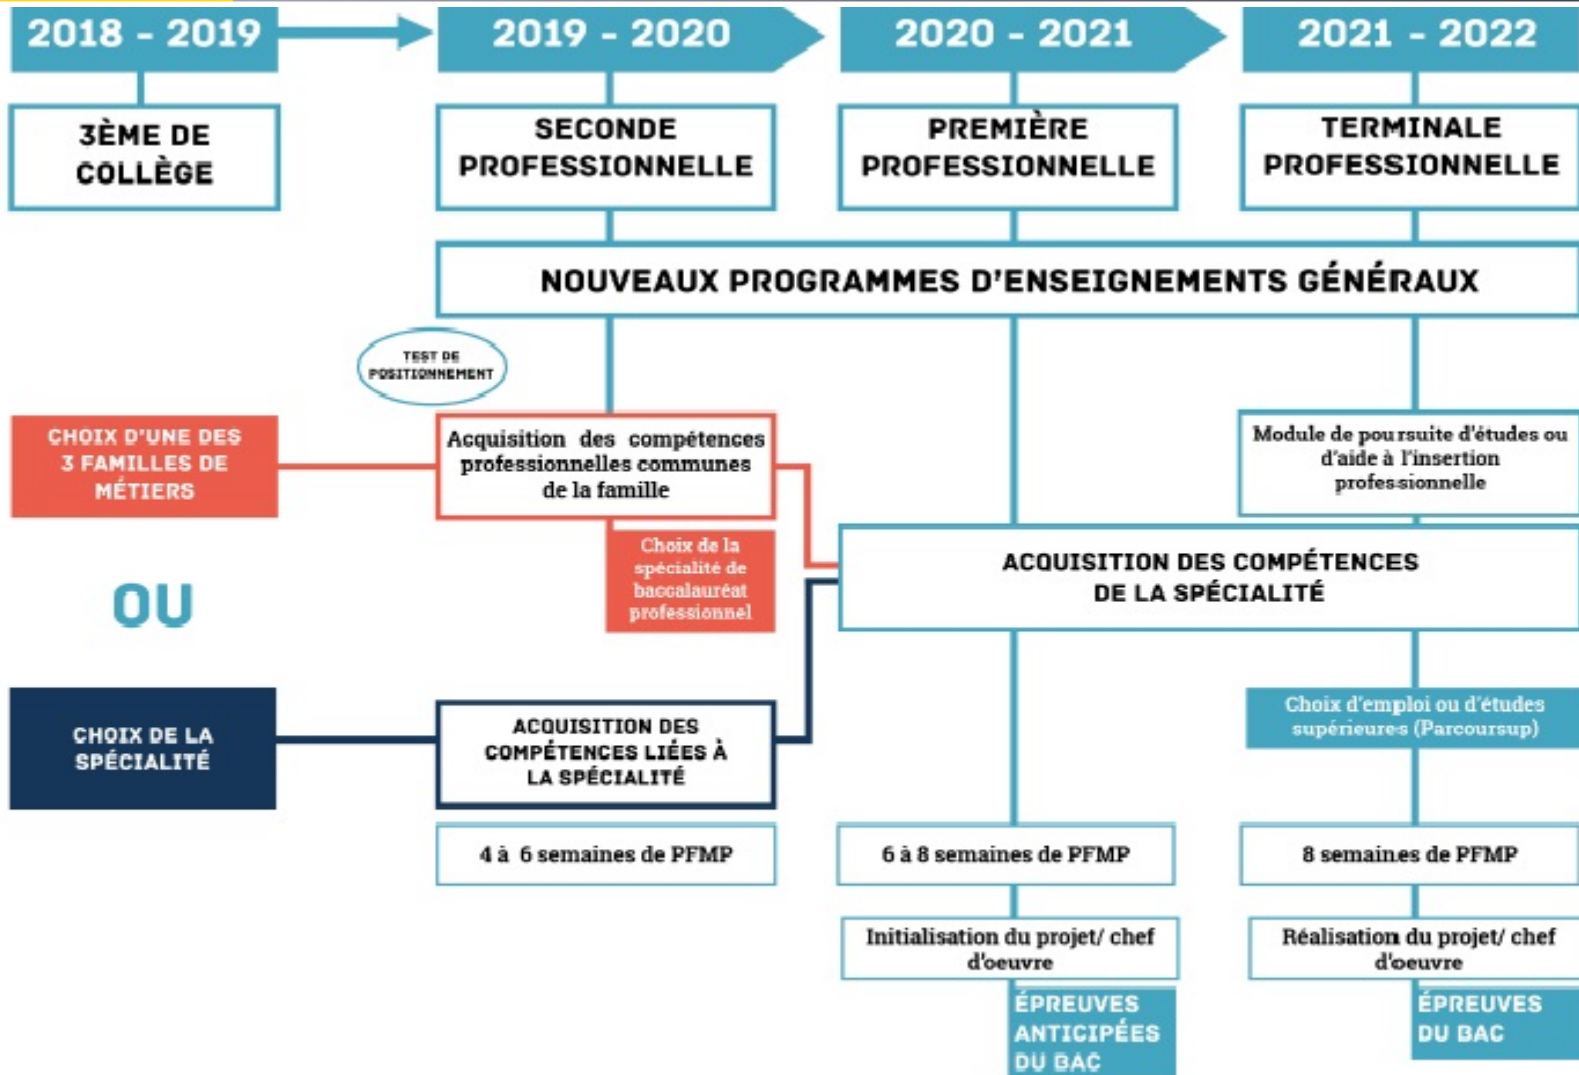 2018 - 2019
2019 - 2020
2020 - 2021
2021 - 2022
3ÈME DE
COLLÈGE
SECONDE
PROFESSIONNELLE
PREMIÈRE
PROFESSIONNELLE
TERMINALE
PROFESSIONNELLE
NOUVEAUX PROGRAMMES D'ENSEIGNEMENTS GÉNÉRAUX
TEST DE
POSITIONNEMENT
CHOIX D'UNE DES
3 FAMILLES DE
MÉTIERS
Acquisition des compétences
professionnelles communes
de la famille
Module de poursuite d'études ou
d'aide à l'insertion
professionnelle
Choix de la
spécialité de
baccalauréat
professionnel
ACQUISITION DES COMPÉTENCES
DE LA SPÉCIALITÉ
OU
CHOIX DE LA
SPÉCIALITÉ
ACQUISITION DES
COMPÉTENCES LIÉES À
LA SPÉCIALITÉ
Choix d'emploi ou d'études
supérieures (Parcoursup)
4 à 6 semaines de PFMP
6 à 8 semaines de PFMP
8 semaines de PFMP
Initialisation du projet/ chef
d'oeuvre
Réalisation du projet/ chef
d'oeuvre
ÉPREUVES
ANTICIPÉES
DU BAC
ÉPREUVES
DU BAC